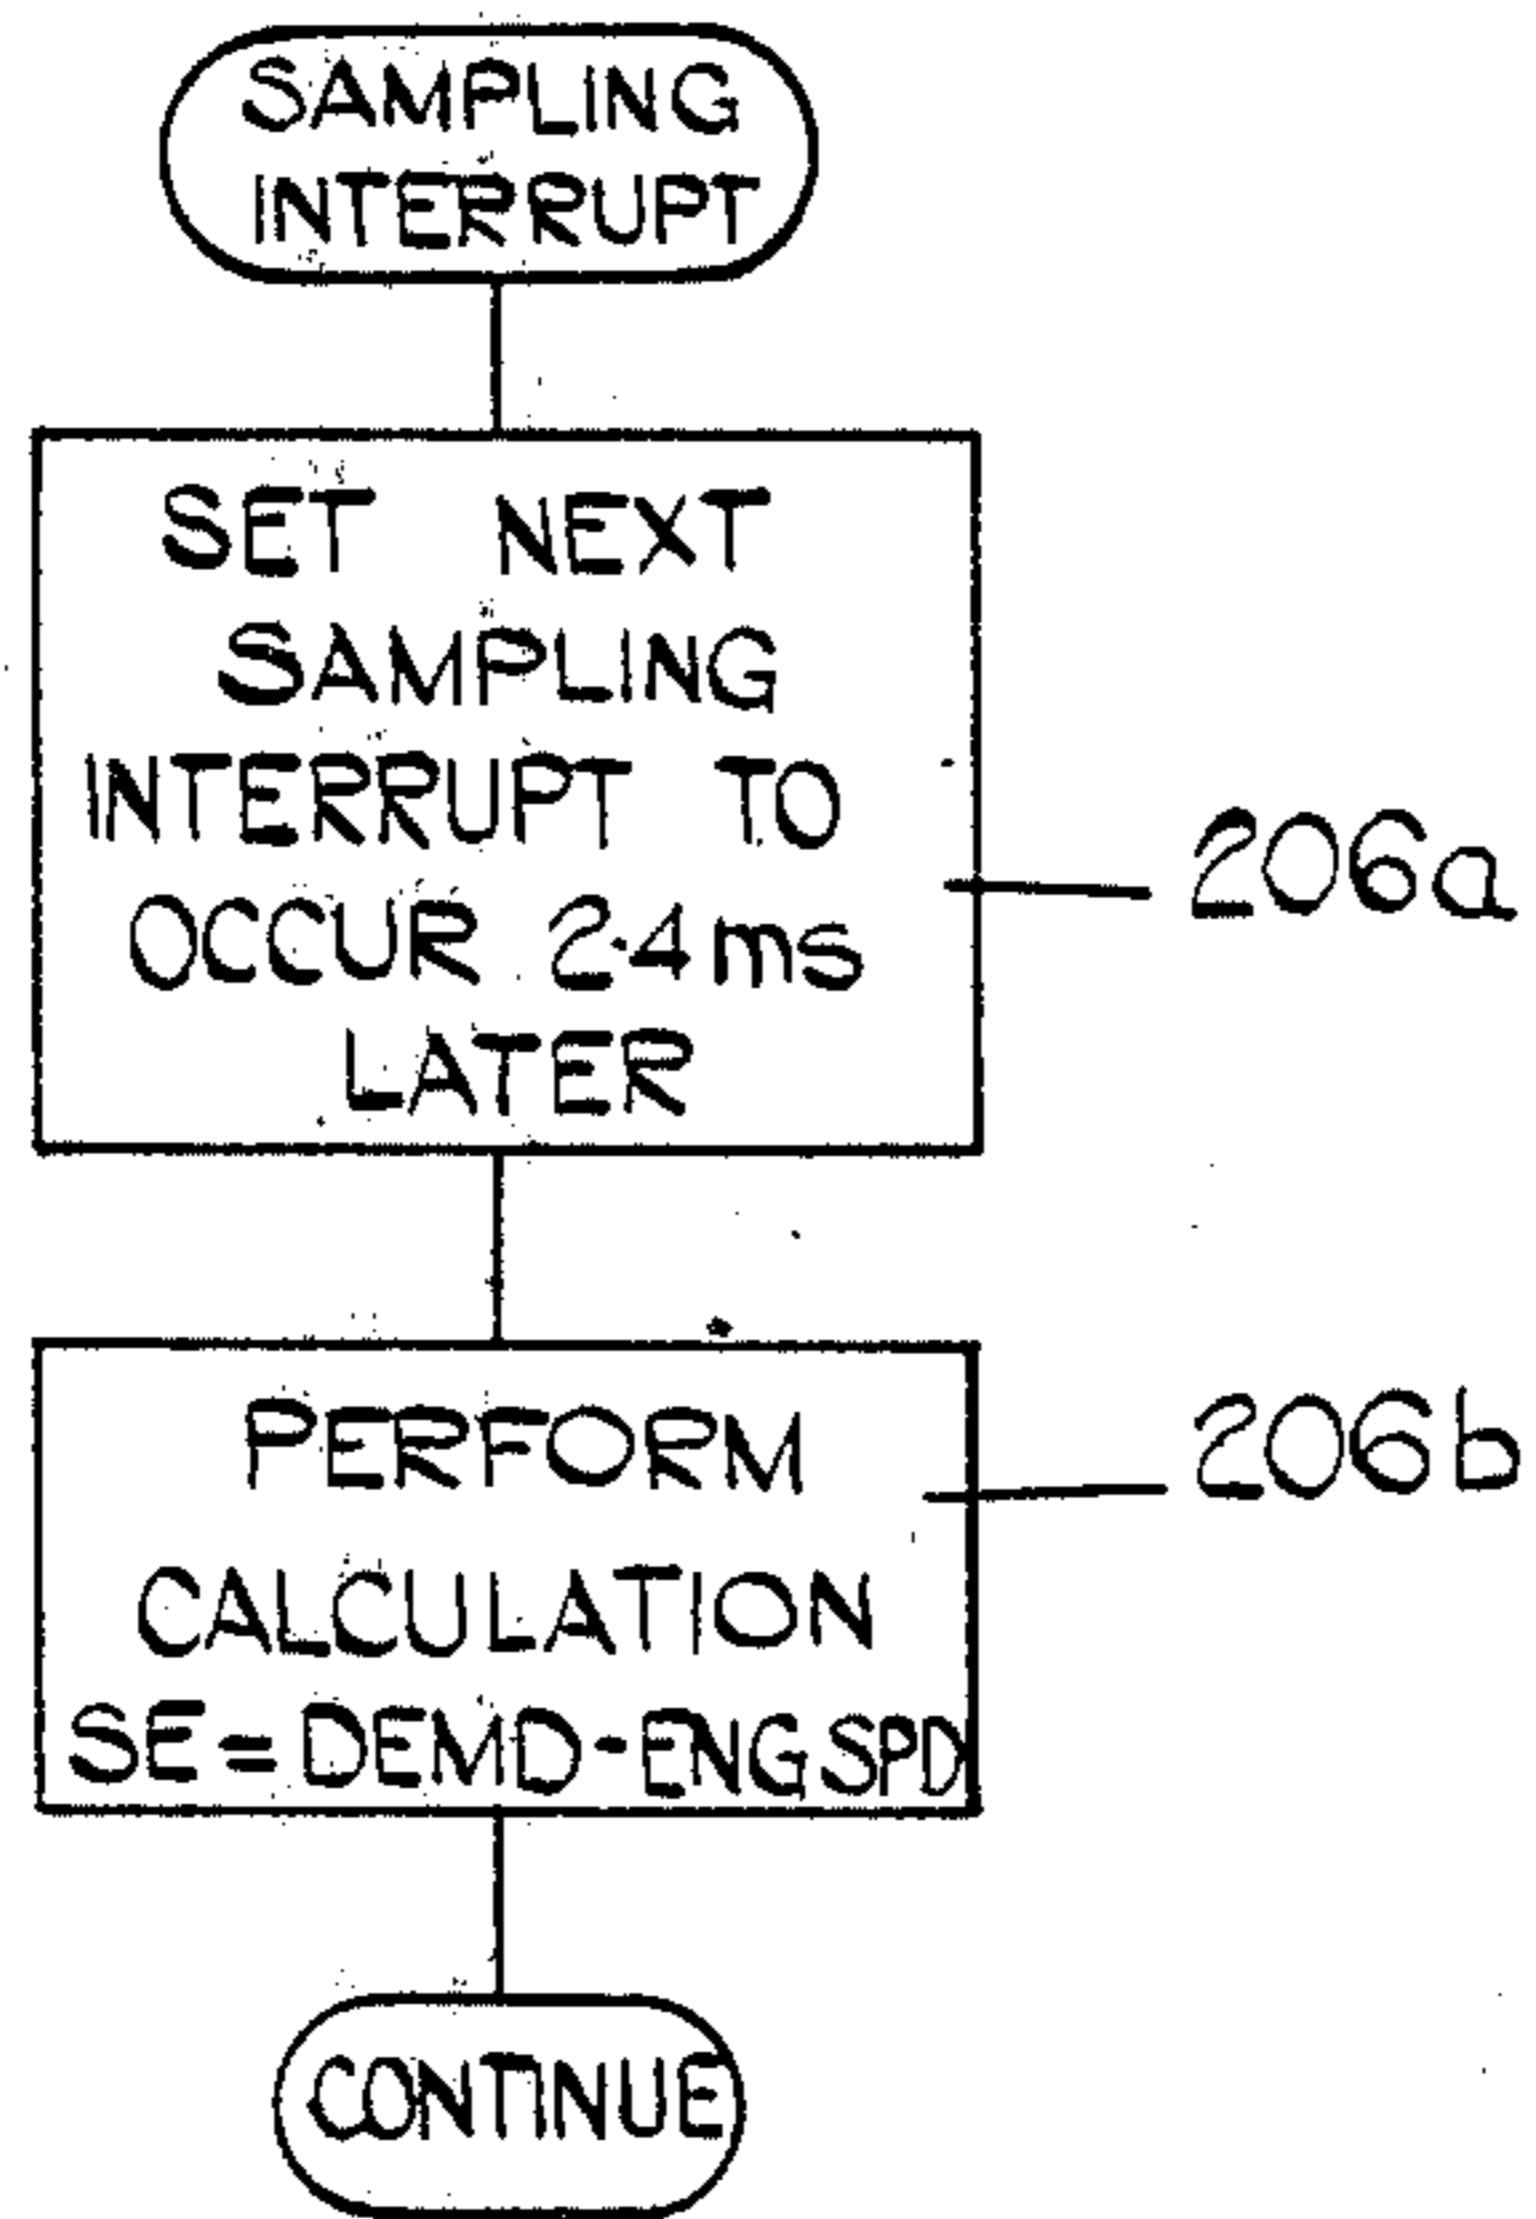 SAMPLING
INTERRUPT
SET NEXT
SAMPLING
INTERRUPT TO
OCCUR 2.4ms
LATER
206a
PERFORM
CALCULATION
SE=DEMD-ENGSPD
206b
CONTINUE